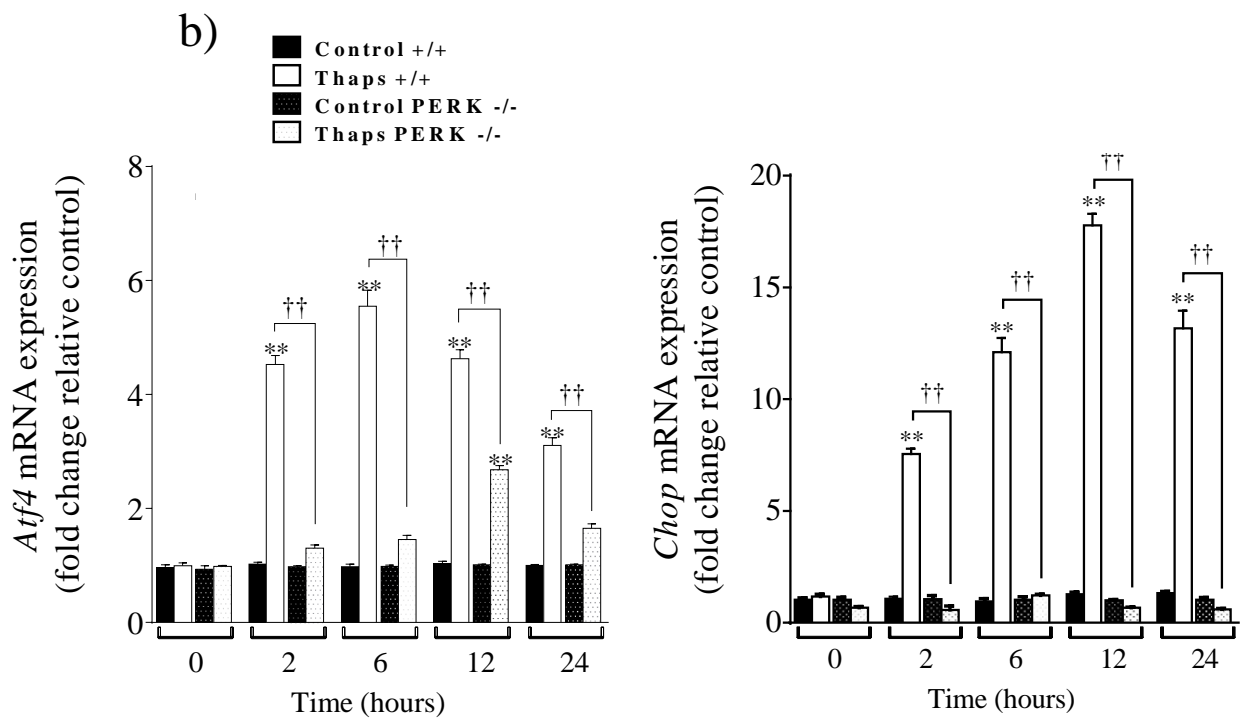 b)
Control +/+
Thaps +/+
Control PERK -/-
Thaps PERK -/-
Atf4 mRNA expression
(fold change relative control)
8
6
4
2
0
**
††
**
††
**
††
**
**
††
0 2 6 12 24
Time (hours)
Chop mRNA expression
(fold change relative control)
20
15
10
5
0
**
††
**
††
**
††
**
††
0 2 6 12 24
Time (hours)